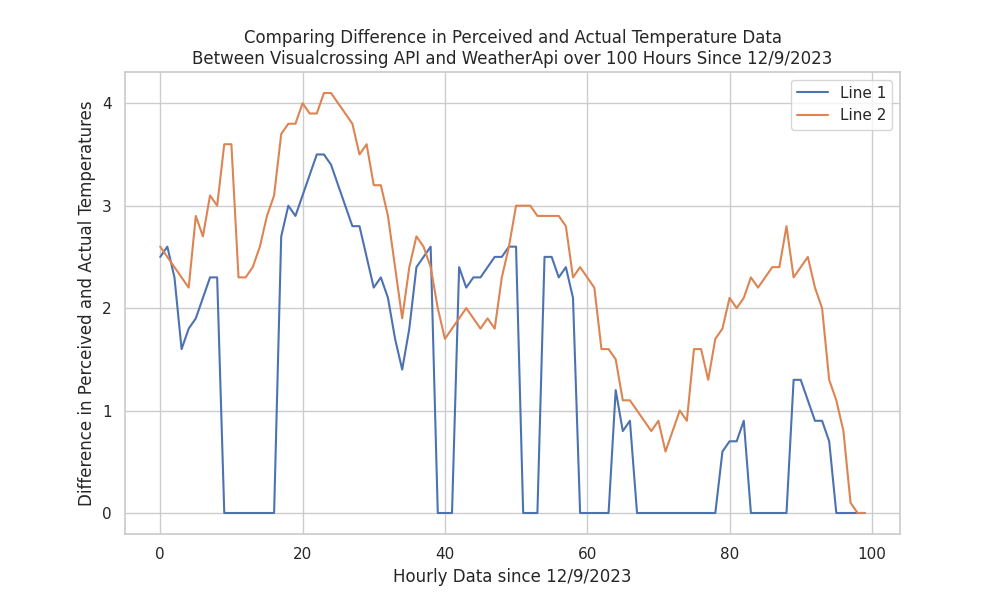 Comparing Difference in Perceived and Actual Temperature Data
Between Visualcrossing API and WeatherApi over 100 Hours Since 12/9/2023
Line 1
Line 2
Difference in Perceived and Actual Temperatures
4
3
2
1
0
0 20 40 60 80 100
Hourly Data since 12/9/2023